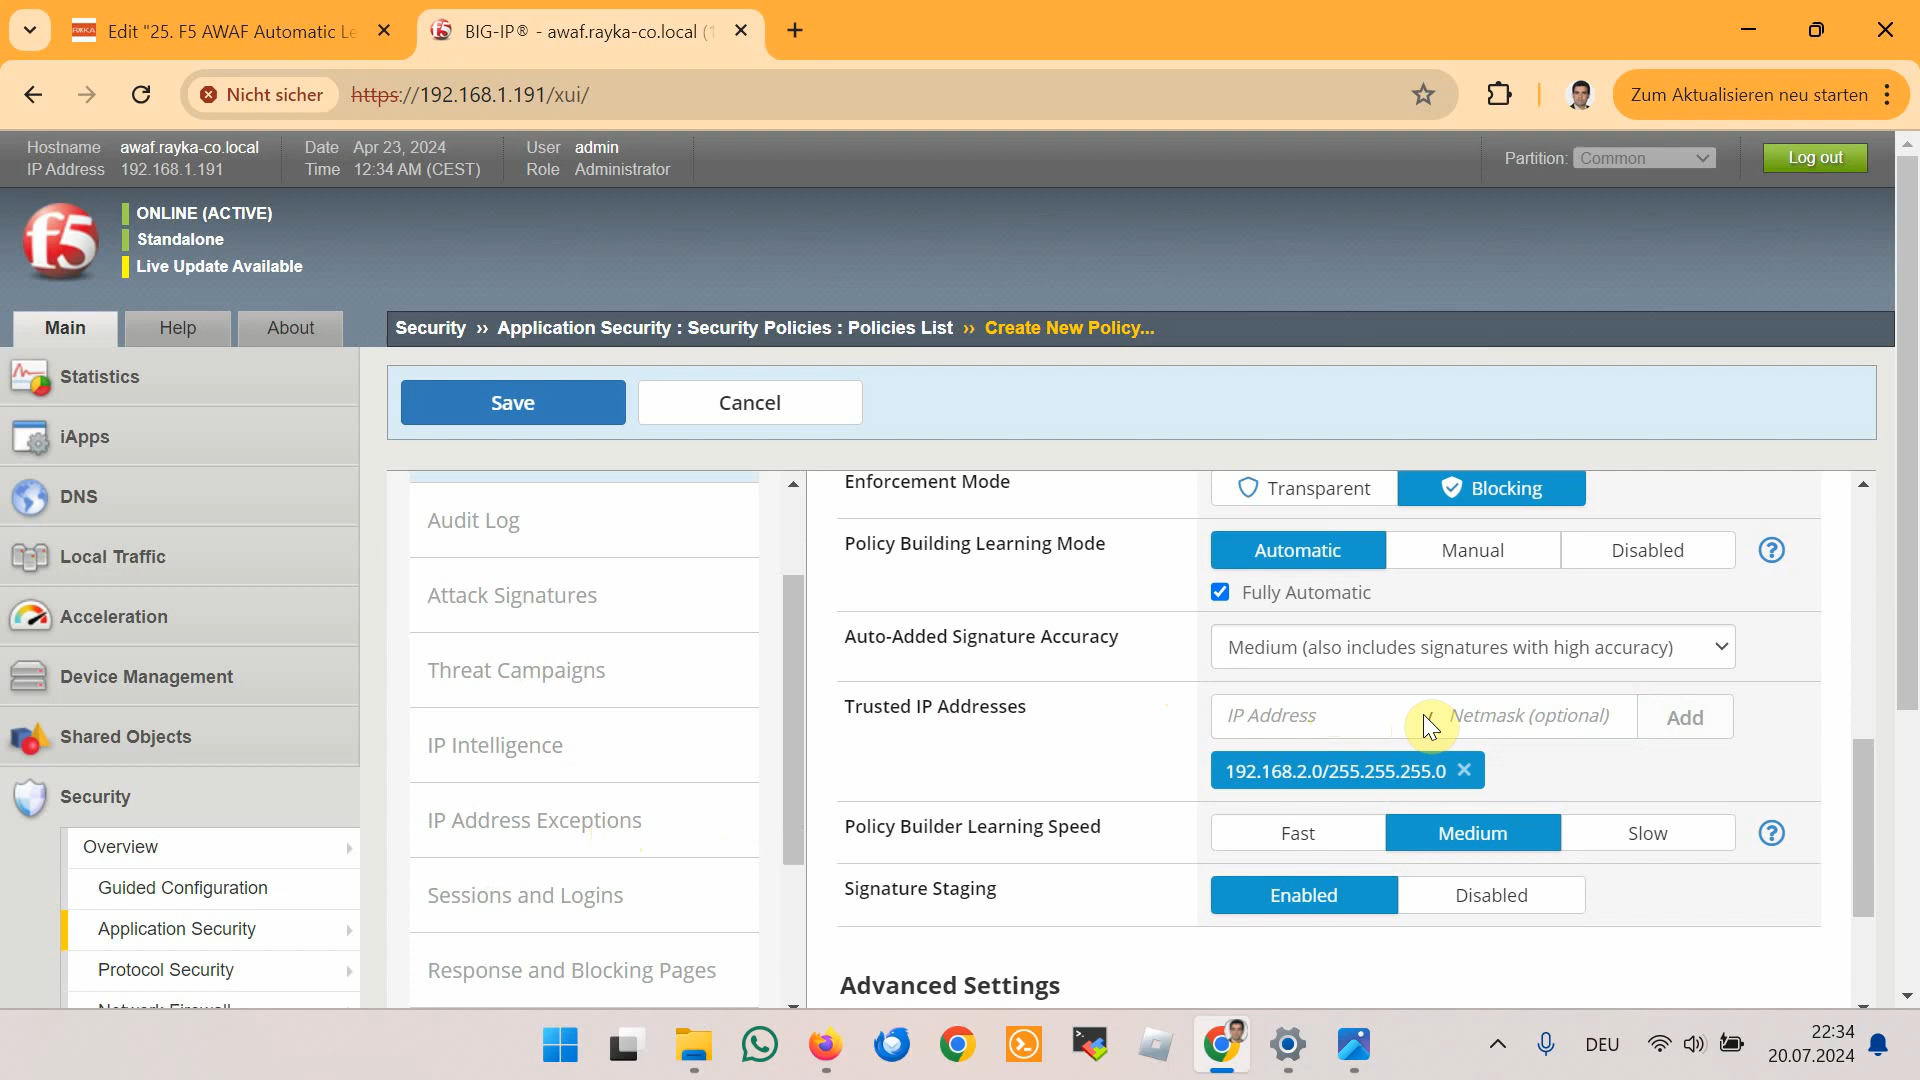 Edit "25. F5 AWAF Automatic Le
BIG-IP® - awaf.rayka-co.local (
Nicht sicher https://192.168.1.191/xui/
Zum Aktualisieren neu starten
Hostname awaf.rayka-co.local Date Apr 23, 2024 User admin
IP Address 192.168.1.191 Time 12:34 AM (CEST) Role Administrator
Partition: Common
Log out
f5
ONLINE (ACTIVE)
Standalone
Live Update Available
Main Help About
Security ›› Application Security : Security Policies : Policies List ›› Create New Policy...
Statistics
iApps
DNS
Local Traffic
Acceleration
Device Management
Shared Objects
Security
Overview
Guided Configuration
Application Security
Protocol Security
Save Cancel
Audit Log
Attack Signatures
Threat Campaigns
IP Intelligence
IP Address Exceptions
Sessions and Logins
Response and Blocking Pages
Enforcement Mode Transparent Blocking
Policy Building Learning Mode Automatic Manual Disabled
Fully Automatic
Auto-Added Signature Accuracy Medium (also includes signatures with high accuracy)
Trusted IP Addresses IP Address / Netmask (optional) Add
192.168.2.0/255.255.255.0
Policy Builder Learning Speed Fast Medium Slow
Signature Staging Enabled Disabled
Advanced Settings
DEU
22:34
20.07.2024